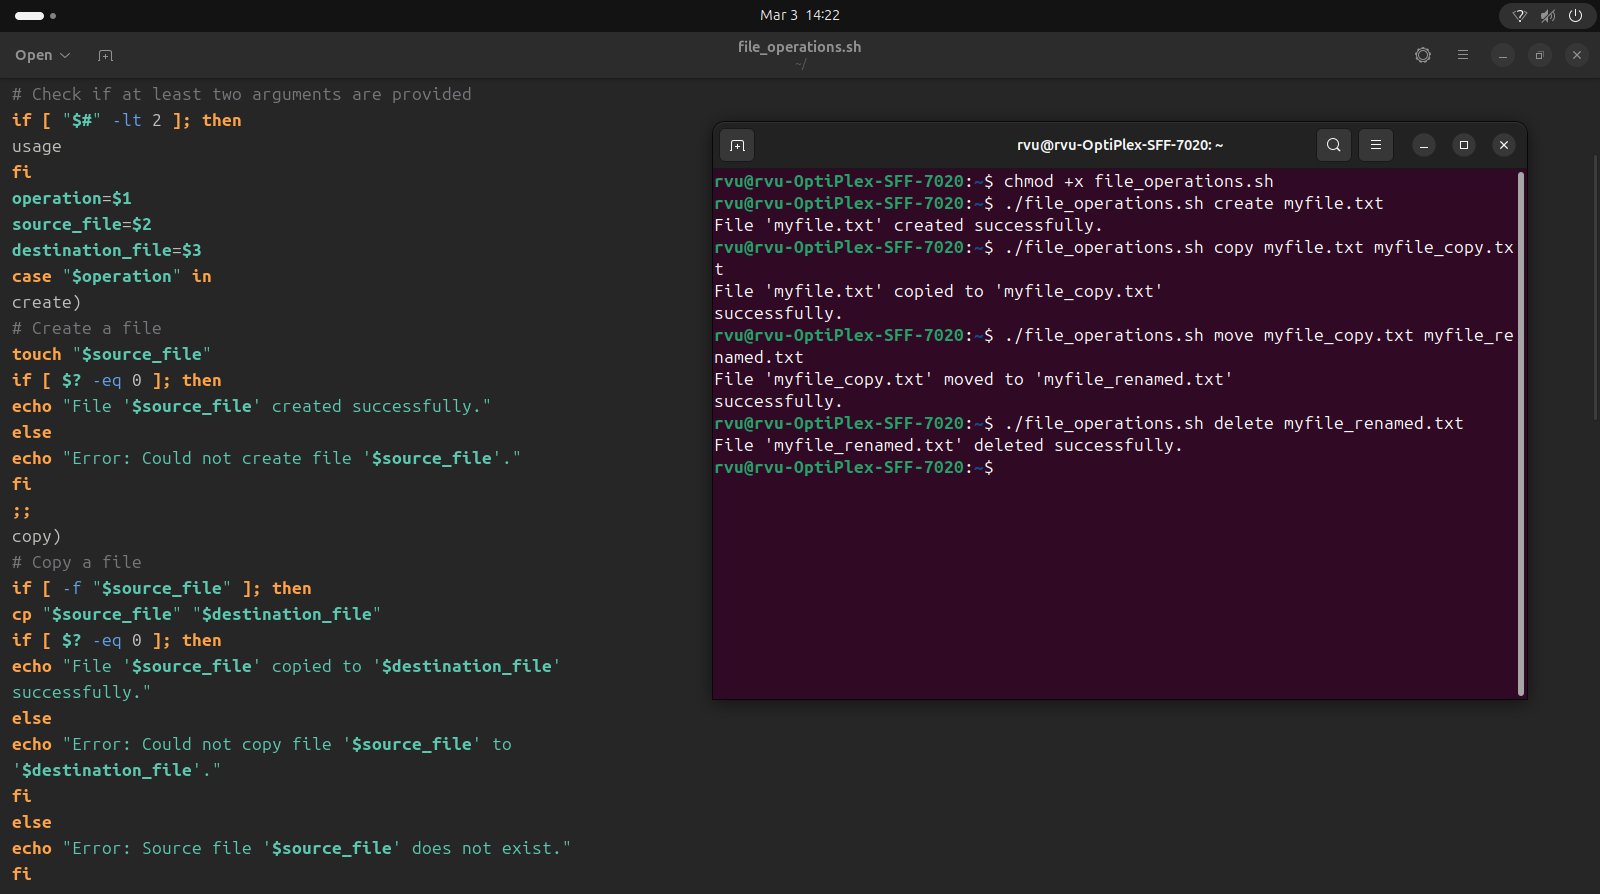 Mar 3 14:22
Open
file_operations.sh
~/
# Check if at least two arguments are provided
if [ "$#" -lt 2 ]; then
usage
fi
operation=$1
source_file=$2
destination_file=$3
case "$operation" in
create)
# Create a file
touch "$source_file"
if [ $? -eq 0 ]; then
echo "File '$source_file' created successfully."
else
echo "Error: Could not create file '$source_file'."
fi
;;
copy)
# Copy a file
if [ -f "$source_file" ]; then
cp "$source_file" "$destination_file"
if [ $? -eq 0 ]; then
echo "File '$source_file' copied to '$destination_file'
successfully."
else
echo "Error: Could not copy file '$source_file' to
'$destination_file'."
fi
else
echo "Error: Source file '$source_file' does not exist."
fi
rvu@rvu-OptiPlex-SFF-7020: ~
rvu@rvu-OptiPlex-SFF-7020:~$ chmod +x file_operations.sh
rvu@rvu-OptiPlex-SFF-7020:~$ ./file_operations.sh create myfile.txt
File 'myfile.txt' created successfully.
rvu@rvu-OptiPlex-SFF-7020:~$ ./file_operations.sh copy myfile.txt myfile_copy.tx
t
File 'myfile.txt' copied to 'myfile_copy.txt'
successfully.
rvu@rvu-OptiPlex-SFF-7020:~$ ./file_operations.sh move myfile_copy.txt myfile_re
named.txt
File 'myfile_copy.txt' moved to 'myfile_renamed.txt'
successfully.
rvu@rvu-OptiPlex-SFF-7020:~$ ./file_operations.sh delete myfile_renamed.txt
File 'myfile_renamed.txt' deleted successfully.
rvu@rvu-OptiPlex-SFF-7020:~$